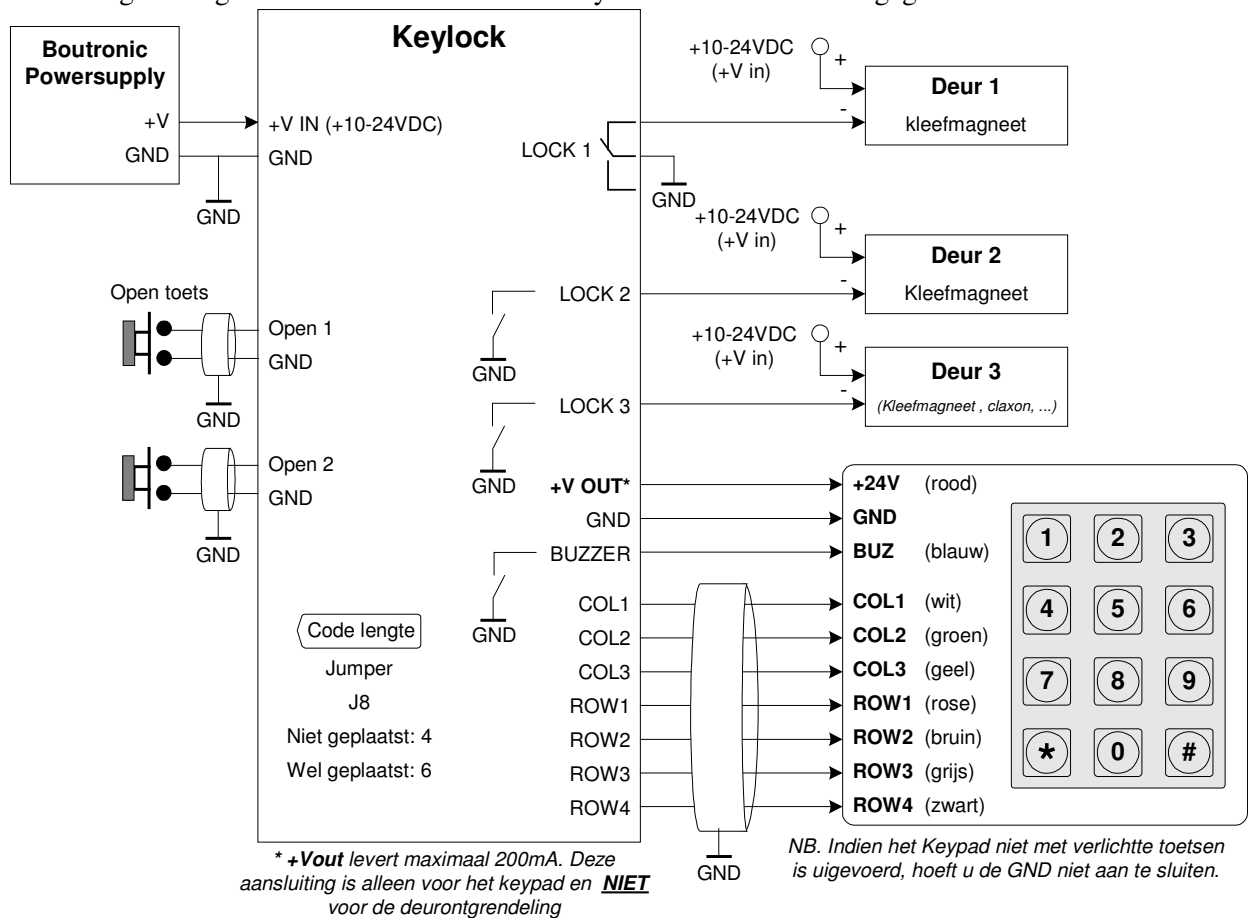 Keylock
Boutronic
Powersupply
+V
GND
GND
+V IN (+10-24VDC)
GND
LOCK 1
GND
+10-24VDC
(+V in)
+
-
Deur 1
kleefmagneet
+10-24VDC
(+V in)
+
-
Deur 2
Kleefmagneet
LOCK 2
GND
+10-24VDC
(+V in)
+
-
Deur 3
(Kleefmagneet , claxon, ...)
LOCK 3
GND
Open toets
Open 1
GND
GND
Open 2
GND
GND
+V OUT*
GND
BUZZER
GND
COL1
COL2
COL3
ROW1
ROW2
ROW3
ROW4
GND
Code lengte
Jumper
J8
Niet geplaatst: 4
Wel geplaatst: 6
+24V (rood)
GND
BUZ (blauw)
COL1 (wit)
COL2 (groen)
COL3 (geel)
ROW1 (rose)
ROW2 (bruin)
ROW3 (grijs)
ROW4 (zwart)
1 2 3
4 5 6
7 8 9
* 0 #
* +Vout levert maximaal 200mA. Deze
aansluiting is alleen voor het keypad en NIET
voor de deurontgrendeling
NB. Indien het Keypad niet met verlichtte toetsen
is uigevoerd, hoeft u de GND niet aan te sluiten.